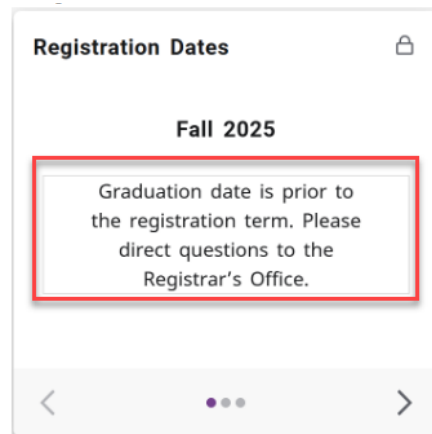 Registration Dates
Fall 2025
Graduation date is prior to
the registration term. Please
direct questions to the
Registrar’s Office.